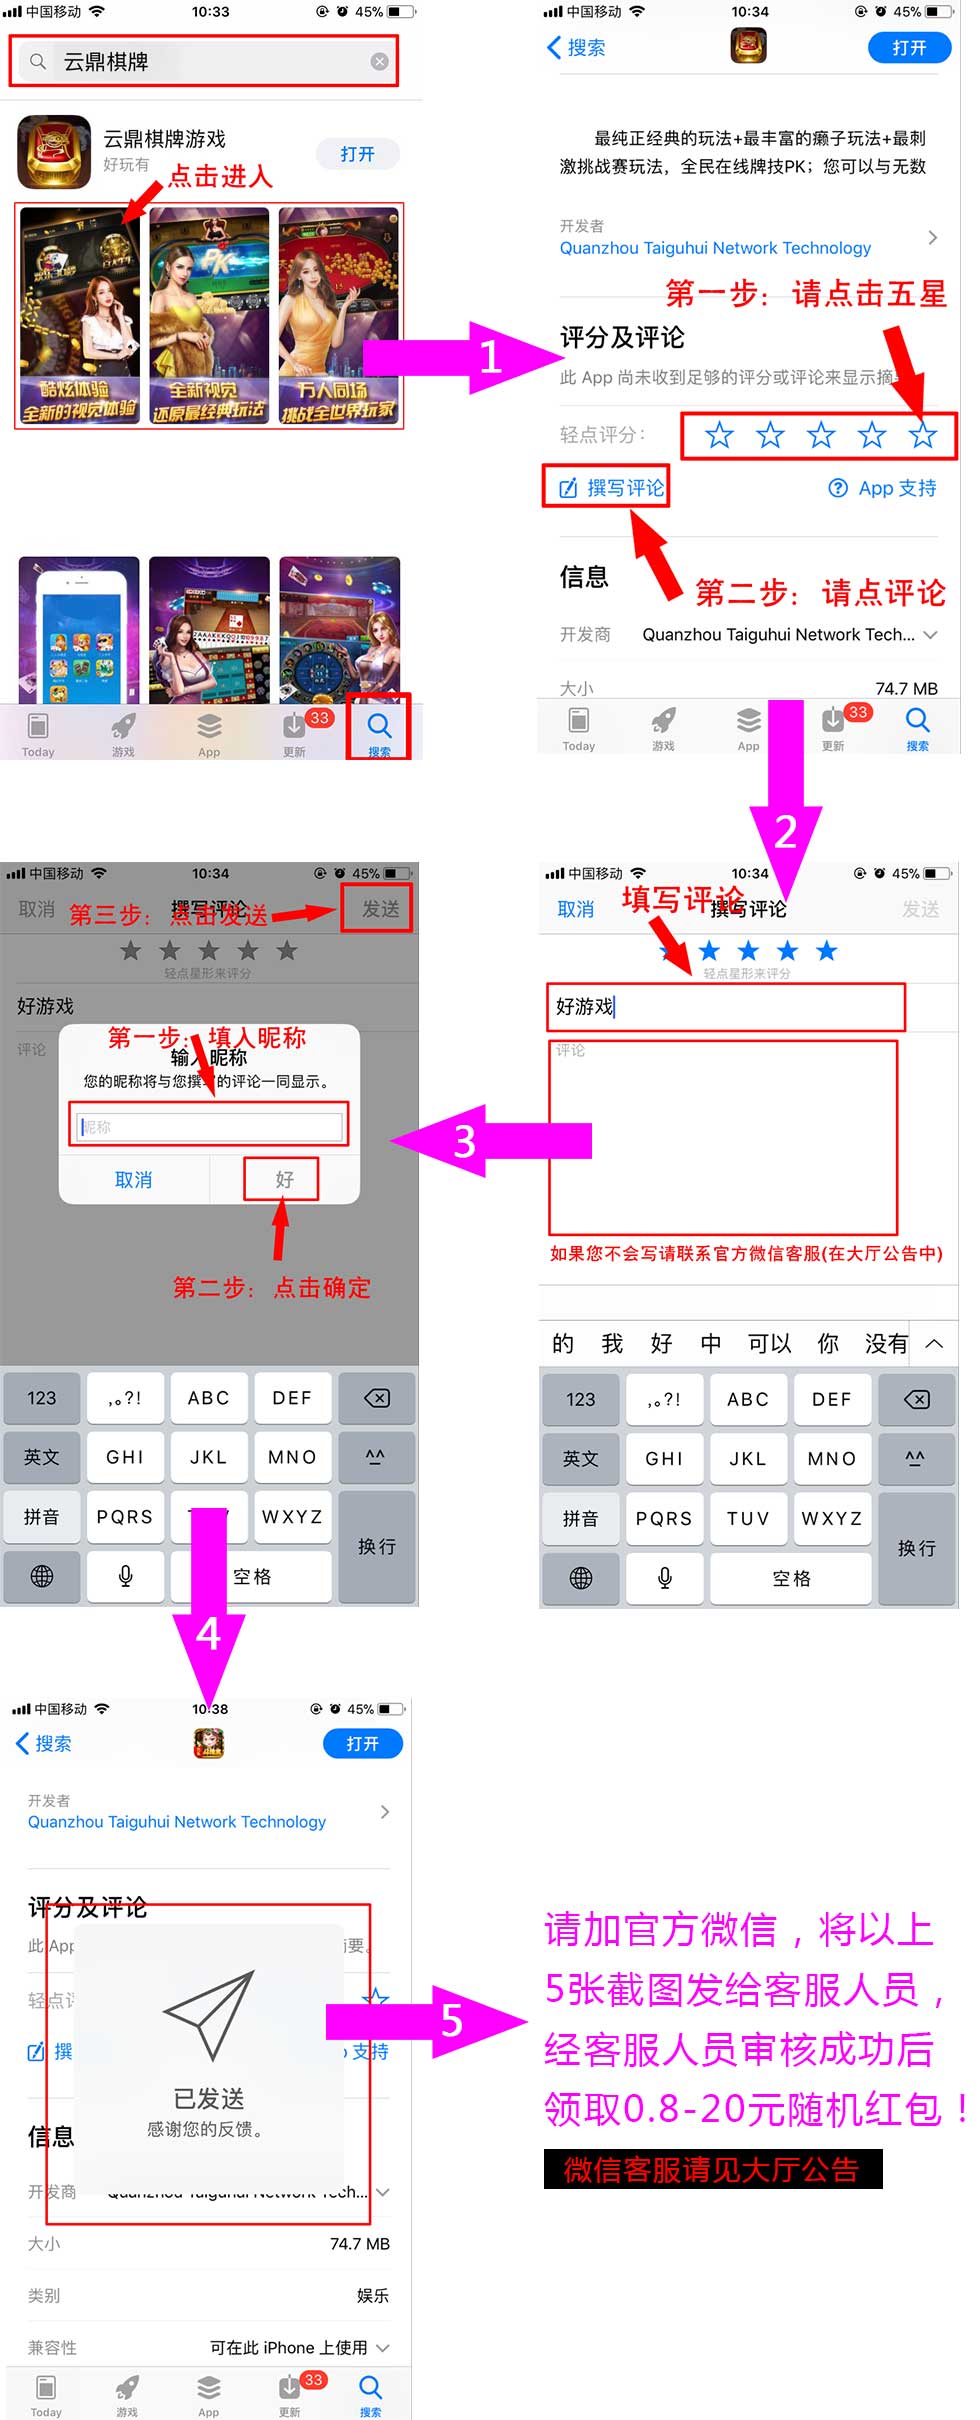 中国移动 10:33 45%
云鼎棋牌
云鼎棋牌游戏
好玩有
打开
点击进入
PK
酷炫体验
全新的视觉体验
全新视觉
还原最经典玩法
万人同场
挑战全世界玩家
Today
游戏
App
33
更新
搜索
中国移动 10:34 45%
搜索
打开
最纯正经典的玩法+最丰富的癞子玩法+最刺
激挑战赛玩法，全民在线牌技PK；您可以与无数
开发者
Quanzhou Taiguhui Network Technology
第一步：请点击五星
1
评分及评论
此 App 尚未收到足够的评分或评论来显示摘
轻点评分：
撰写评论
App 支持
信息
第二步：请点评论
开发商 Quanzhou Taiguhui Network Tech...
大小 74.7 MB
Today
游戏
App
33
更新
搜索
2
中国移动 10:34 45%
填写评论
取消 撰写评论 发送
轻点星形来评分
好游戏
评论
如果您不会写请联系官方微信客服(在大厅公告中)
的 我 好 中 可以 你 没有
123 ,。?! ABC DEF
英文 GHI JKL MNO ^^
拼音 PQRS TUV WXYZ
换行
空格
3
中国移动 10:34 45%
取消 撰写评论 发送
第三步：点击发送
轻点星形来评分
好游戏
评论
第一步：填入昵称
输入昵称
您的昵称将与您撰写的评论一同显示。
昵称
取消 好
第二步：点击确定
123 ,。?! ABC DEF
英文 GHI JKL MNO ^^
拼音 PQRS WXYZ
换行
空格
4
中国移动 10:38 45%
搜索
打开
开发者
Quanzhou Taiguhui Network Technology
评分及评论
此 App 要。
轻点
撰 支持
已发送
感谢您的反馈。
信息
开发商 Quanzhou Taiguhui Network Tech...
大小 74.7 MB
类别 娱乐
兼容性 可在此 iPhone 上使用
Today
游戏
App
33
更新
搜索
5
请加官方微信，将以上
5张截图发给客服人员，
经客服人员审核成功后
领取0.8-20元随机红包！
微信客服请见大厅公告